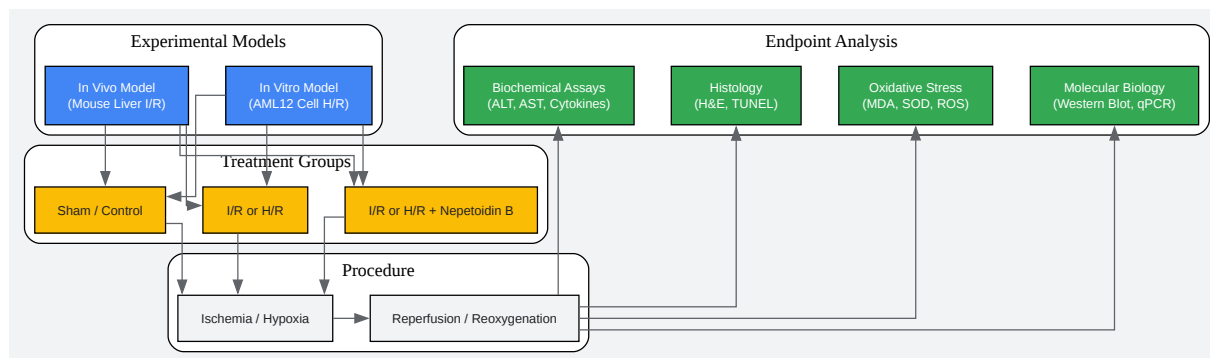 Experimental Models
In Vivo Model
(Mouse Liver I/R)
In Vitro Model
(AML12 Cell H/R)
Endpoint Analysis
Biochemical Assays
(ALT, AST, Cytokines)
Histology
(H&E, TUNEL)
Oxidative Stress
(MDA, SOD, ROS)
Molecular Biology
(Western Blot, qPCR)
Treatment Groups
Sham / Control
I/R or H/R
I/R or H/R + Nepetoidin B
Procedure
Ischemia / Hypoxia
Reperfusion / Reoxygenation